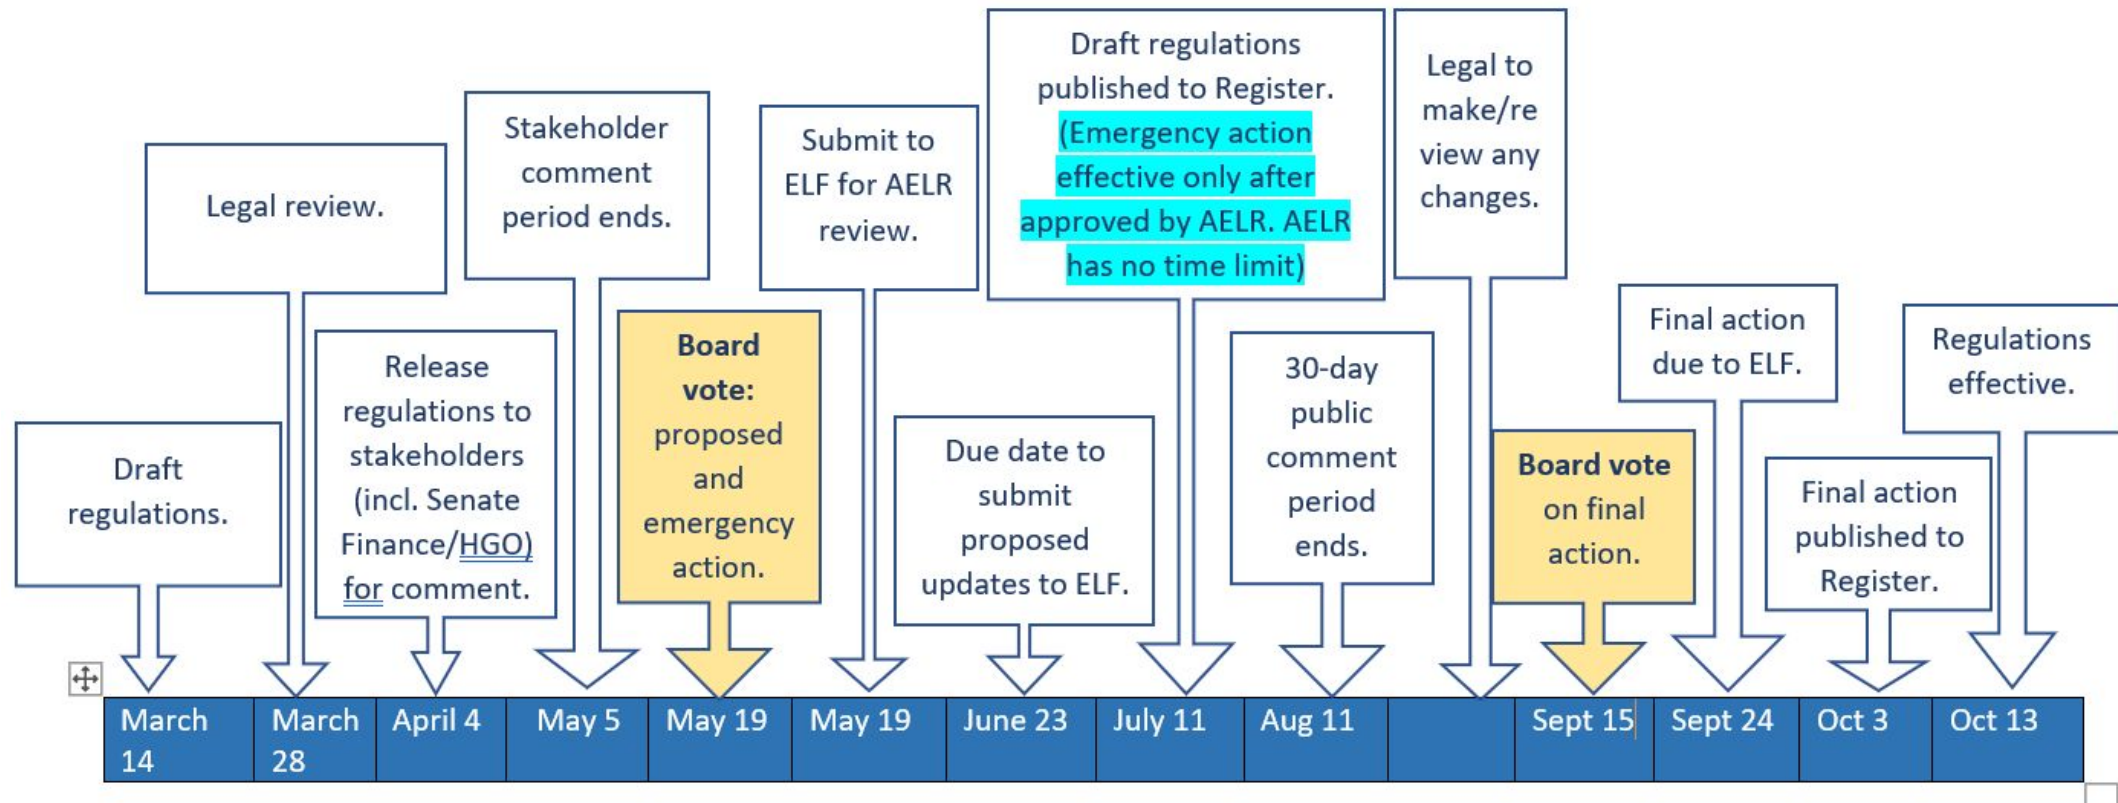 Draft
regulations.
Legal review.
Release
regulations to
stakeholders
(incl. Senate
Finance/HGO)
for comment.
Stakeholder
comment
period ends.
Board
vote:
proposed
and
emergency
action.
Submit to
ELF for AELR
review.
Due date to
submit
proposed
updates to ELF.
Draft regulations
published to Register.
(Emergency action
effective only after
approved by AELR. AELR
has no time limit)
30-day
public
comment
period
ends.
Legal to
make/re
view any
changes.
Board vote
on final
action.
Final action
due to ELF.
Final action
published to
Register.
Regulations
effective.
March
14
March
28
April 4
May 5
May 19
May 19
June 23
July 11
Aug 11
Sept 15
Sept 24
Oct 3
Oct 13